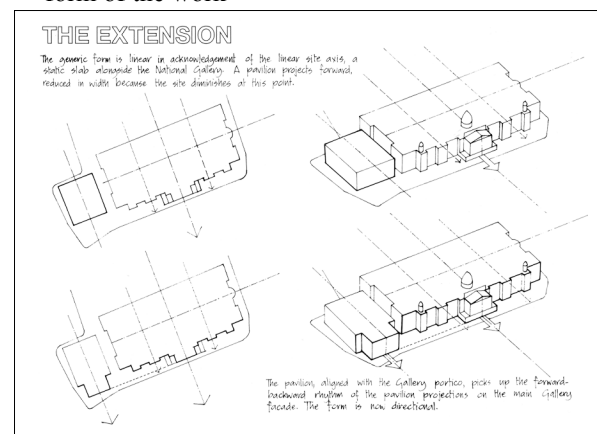 form of the work
THE EXTENSION
The generic form is linear in acknowledgement of the linear site axis, a
static slab alongside the National Gallery. A pavilion projects forward,
reduced in width because the site diminishes at this point.
The pavilion, aligned with the Gallery portico, picks up the forward-
backward rhythm of the pavilion projections on the main Gallery
facade. The form is now directional.